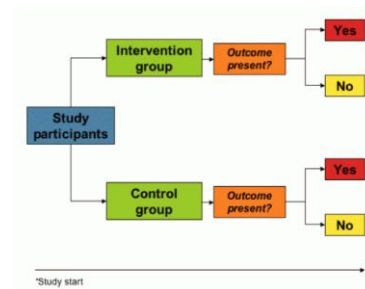 Yes
Intervention
group
Outcome
present?
No
Study
participants
Yes
Control
group
Outcome
present?
No
*Study start